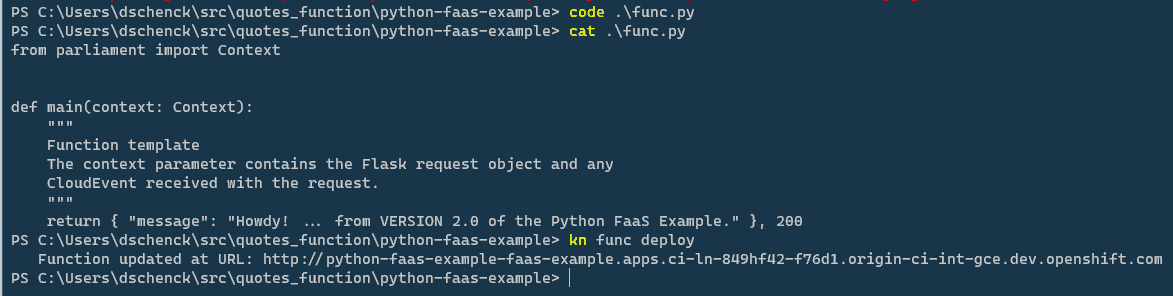 PS C:\Users\dschenck\src\quotes_function\python-faas-example> code .\func.py
PS C:\Users\dschenck\src\quotes_function\python-faas-example> cat .\func.py
from parliament import Context
def main(context: Context):
    """
    Function template
    The context parameter contains the Flask request object and any
    CloudEvent received with the request.
    """
    return { "message": "Howdy! ... from VERSION 2.0 of the Python FaaS Example." }, 200
PS C:\Users\dschenck\src\quotes_function\python-faas-example> kn func deploy
   Function updated at URL: http://python-faas-example-faas-example.apps.ci-ln-849hf42-f76d1.origin-ci-int-gce.dev.openshift.com
PS C:\Users\dschenck\src\quotes_function\python-faas-example>